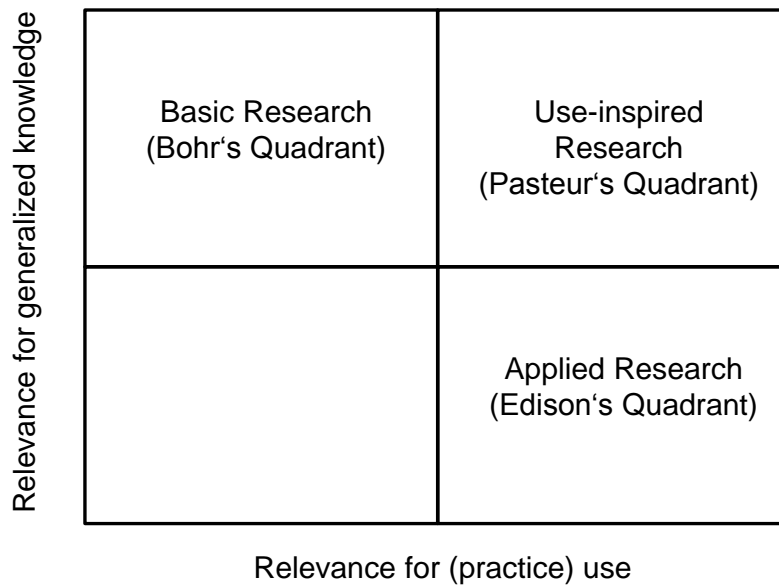 Relevance for generalized knowledge
Basic Research
(Bohr‘s Quadrant)
Use-inspired
Research
(Pasteur‘s Quadrant)
Applied Research
(Edison‘s Quadrant)
Relevance for (practice) use